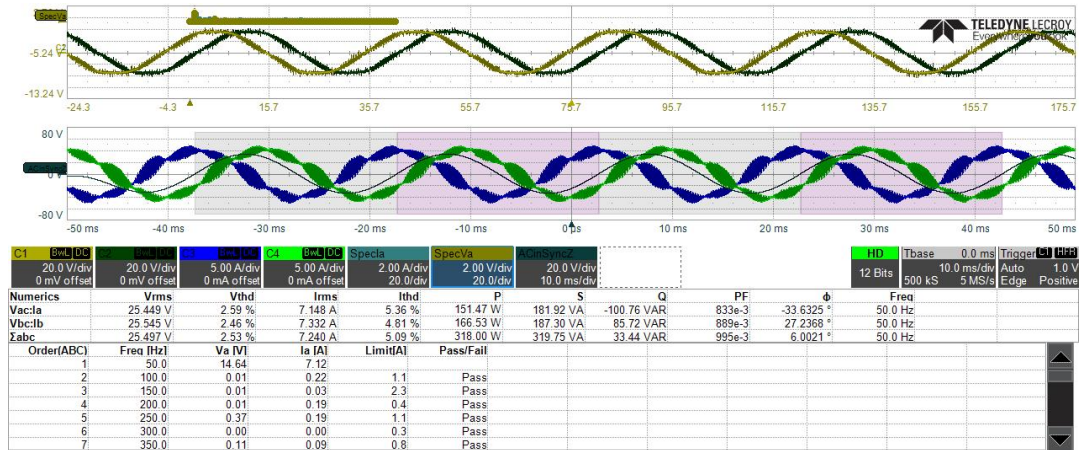 SpecVa
TELEDYNE LECROY
-5.24 V
C2
-13.24 V
-24.3 -4.3 15.7 35.7 55.7 75.7 95.7 115.7 135.7 155.7 175.7
80 V
-80 V
-50 ms -40 ms -30 ms -20 ms -10 ms 0 µs 10 ms 20 ms 30 ms 40 ms 50 ms
C1 BwL DC C2 BwL DC C3 BwL DC C4 BwL DC SpecIa SpecVa ACinSyncZ HD Tbase 0.0 ms Trigger C1 HFR
20.0 V/div 20.0 V/div 5.00 A/div 5.00 A/div 2.00 A/div 2.00 V/div 20.0 V/div 12 Bits 10.0 ms/div Auto 1.0 V
0 mV offset 0 mV offset 0 mA offset 0 mA offset 20.0/div 20.0/div 10.0 ms/div 500 kS 5 MS/s Edge Positive
Numerics Vrms Vthd Irms Ithd P S Q PF ϕ Freq
Vac:Ia 25.449 V 2.59 % 7.148 A 5.36 % 151.47 W 181.92 VA -100.76 VAR 833e-3 -33.6325 ° 50.0 Hz
Vbc:Ib 25.545 V 2.46 % 7.332 A 4.81 % 166.53 W 187.30 VA 85.72 VAR 889e-3 27.2368 ° 50.0 Hz
Σabc 25.497 V 2.53 % 7.240 A 5.09 % 318.00 W 319.75 VA 33.44 VAR 995e-3 6.0021 ° 50.0 Hz
Order(ABC) Freq [Hz] Va [V] Ia [A] Limit[A] Pass/Fail
1 50.0 14.64 7.12
2 100.0 0.01 0.22 1.1 Pass
3 150.0 0.01 0.03 2.3 Pass
4 200.0 0.01 0.19 0.4 Pass
5 250.0 0.37 0.19 1.1 Pass
6 300.0 0.00 0.00 0.3 Pass
7 350.0 0.11 0.09 0.8 Pass